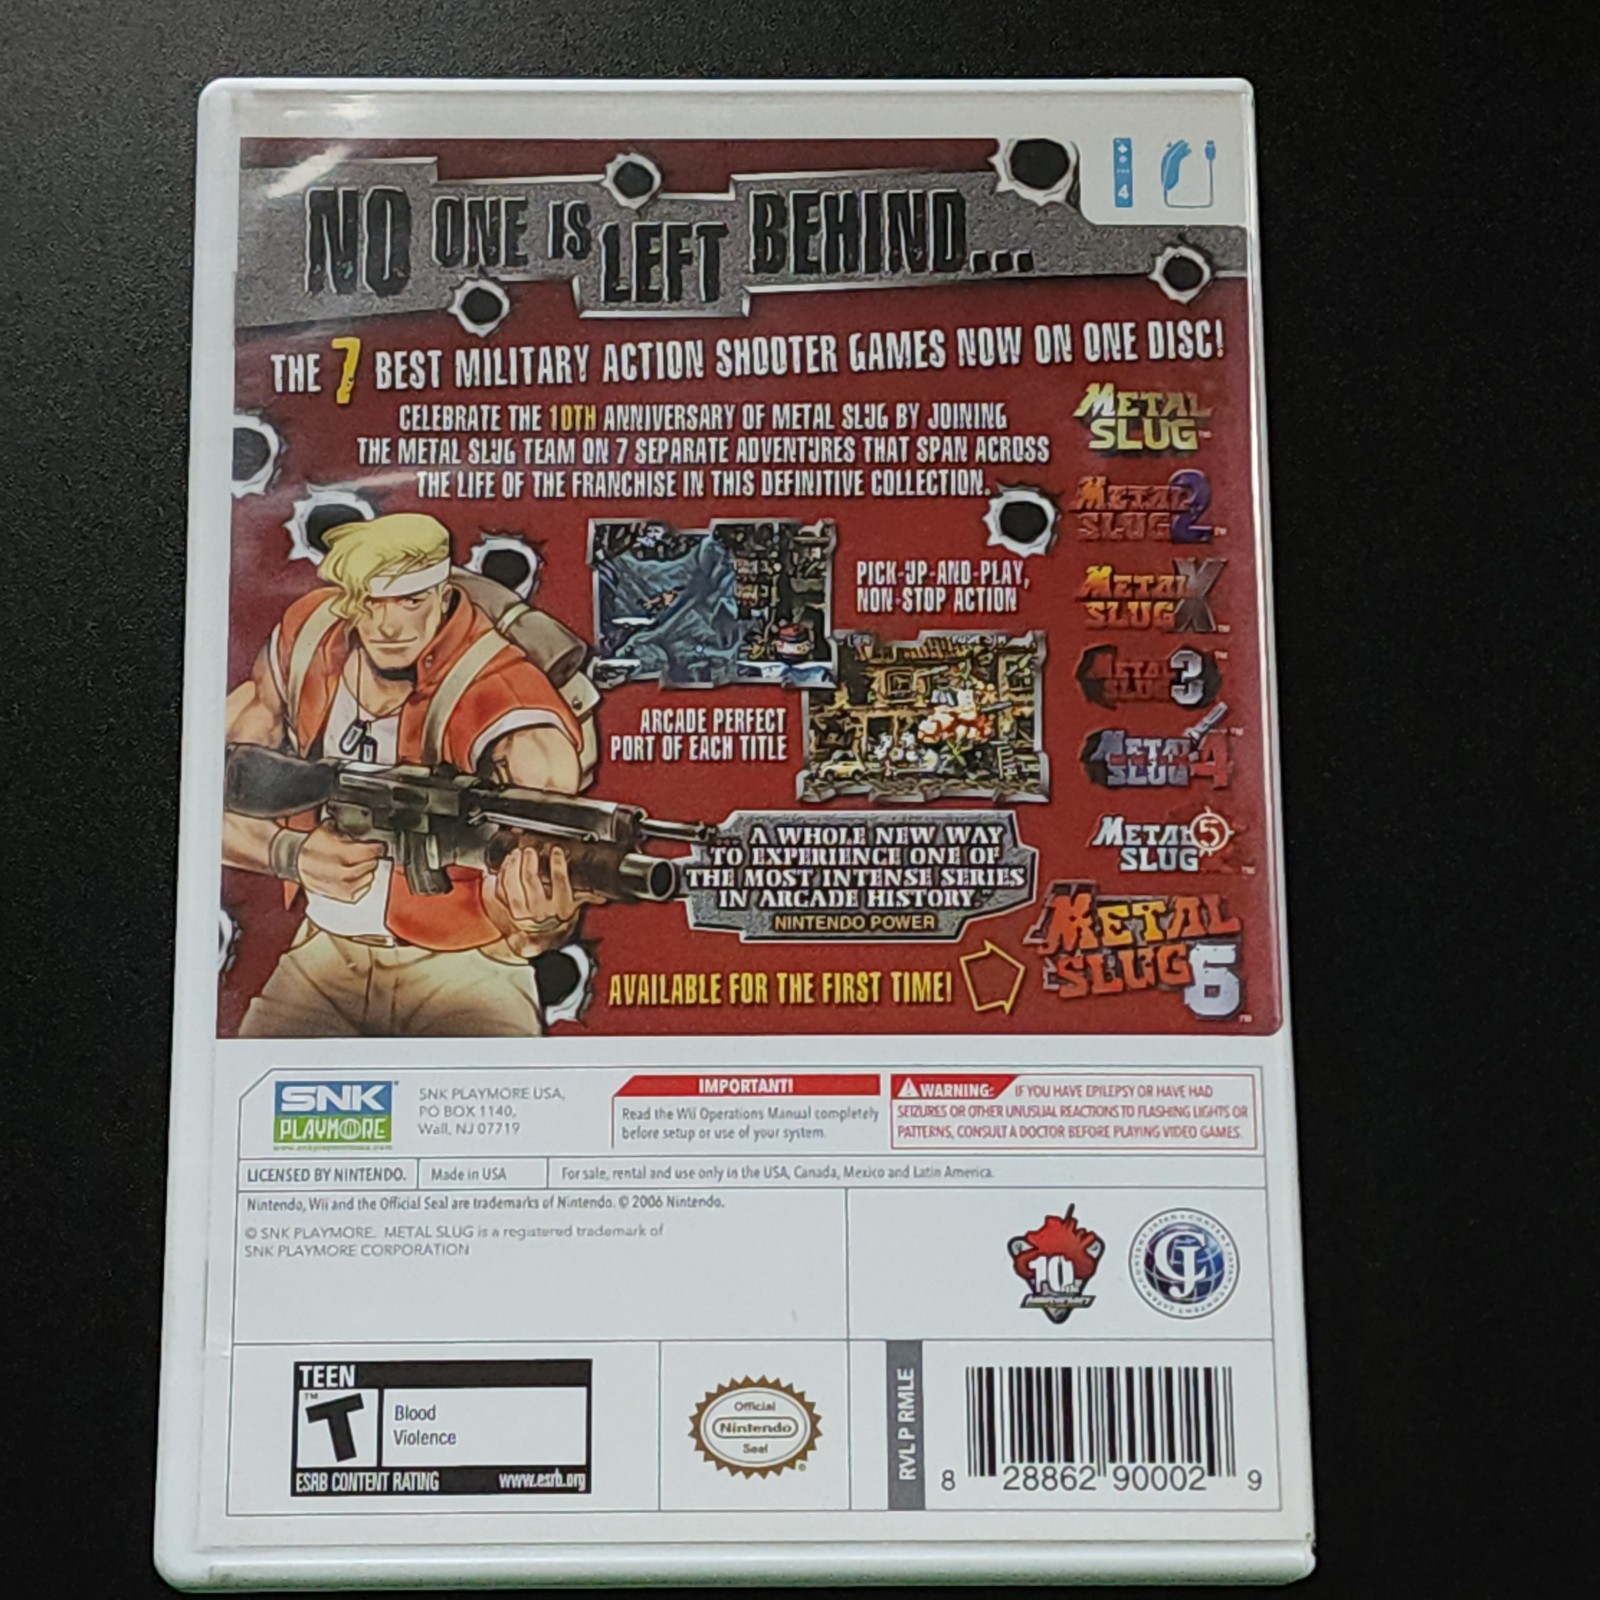 NO ONE IS LEFT BEHIND...
4
THE 7 BEST MILITARY ACTION SHOOTER GAMES NOW ON ONE DISC!
CELEBRATE THE 10TH ANNIVERSARY OF METAL SLUG BY JOINING
THE METAL SLUG TEAM ON 7 SEPARATE ADVENTURES THAT SPAN ACROSS
THE LIFE OF THE FRANCHISE IN THIS DEFINITIVE COLLECTION.
METAL
SLUG™
METAL
SLUG 2™
METAL
SLUG X™
METAL
SLUG 3™
METAL
SLUG 4™
METAL
SLUG 5™
METAL
SLUG 6™
PICK-UP-AND-PLAY,
NON-STOP ACTION
ARCADE PERFECT
PORT OF EACH TITLE
...A WHOLE NEW WAY
TO EXPERIENCE ONE OF
THE MOST INTENSE SERIES
IN ARCADE HISTORY.
NINTENDO POWER
AVAILABLE FOR THE FIRST TIME!
SNK
PLAYMORE
SNK PLAYMORE USA,
PO BOX 1140,
Wall, NJ 07719
IMPORTANT!
Read the Wii Operations Manual completely
before setup or use of your system.
WARNING: IF YOU HAVE EPILEPSY OR HAVE HAD
SEIZURES OR OTHER UNUSUAL REACTIONS TO FLASHING LIGHTS OR
PATTERNS, CONSULT A DOCTOR BEFORE PLAYING VIDEO GAMES.
LICENSED BY NINTENDO. Made in USA For sale, rental and use only in the USA, Canada, Mexico and Latin America.
Nintendo, Wii and the Official Seal are trademarks of Nintendo. © 2006 Nintendo.
© SNK PLAYMORE. METAL SLUG is a registered trademark of
SNK PLAYMORE CORPORATION
10th
Anniversary
CJ
TEEN
T™
Blood
Violence
ESRB CONTENT RATING www.esrb.org
Official
Nintendo
Seal
RVL P RMLE
8 28862 90002 9